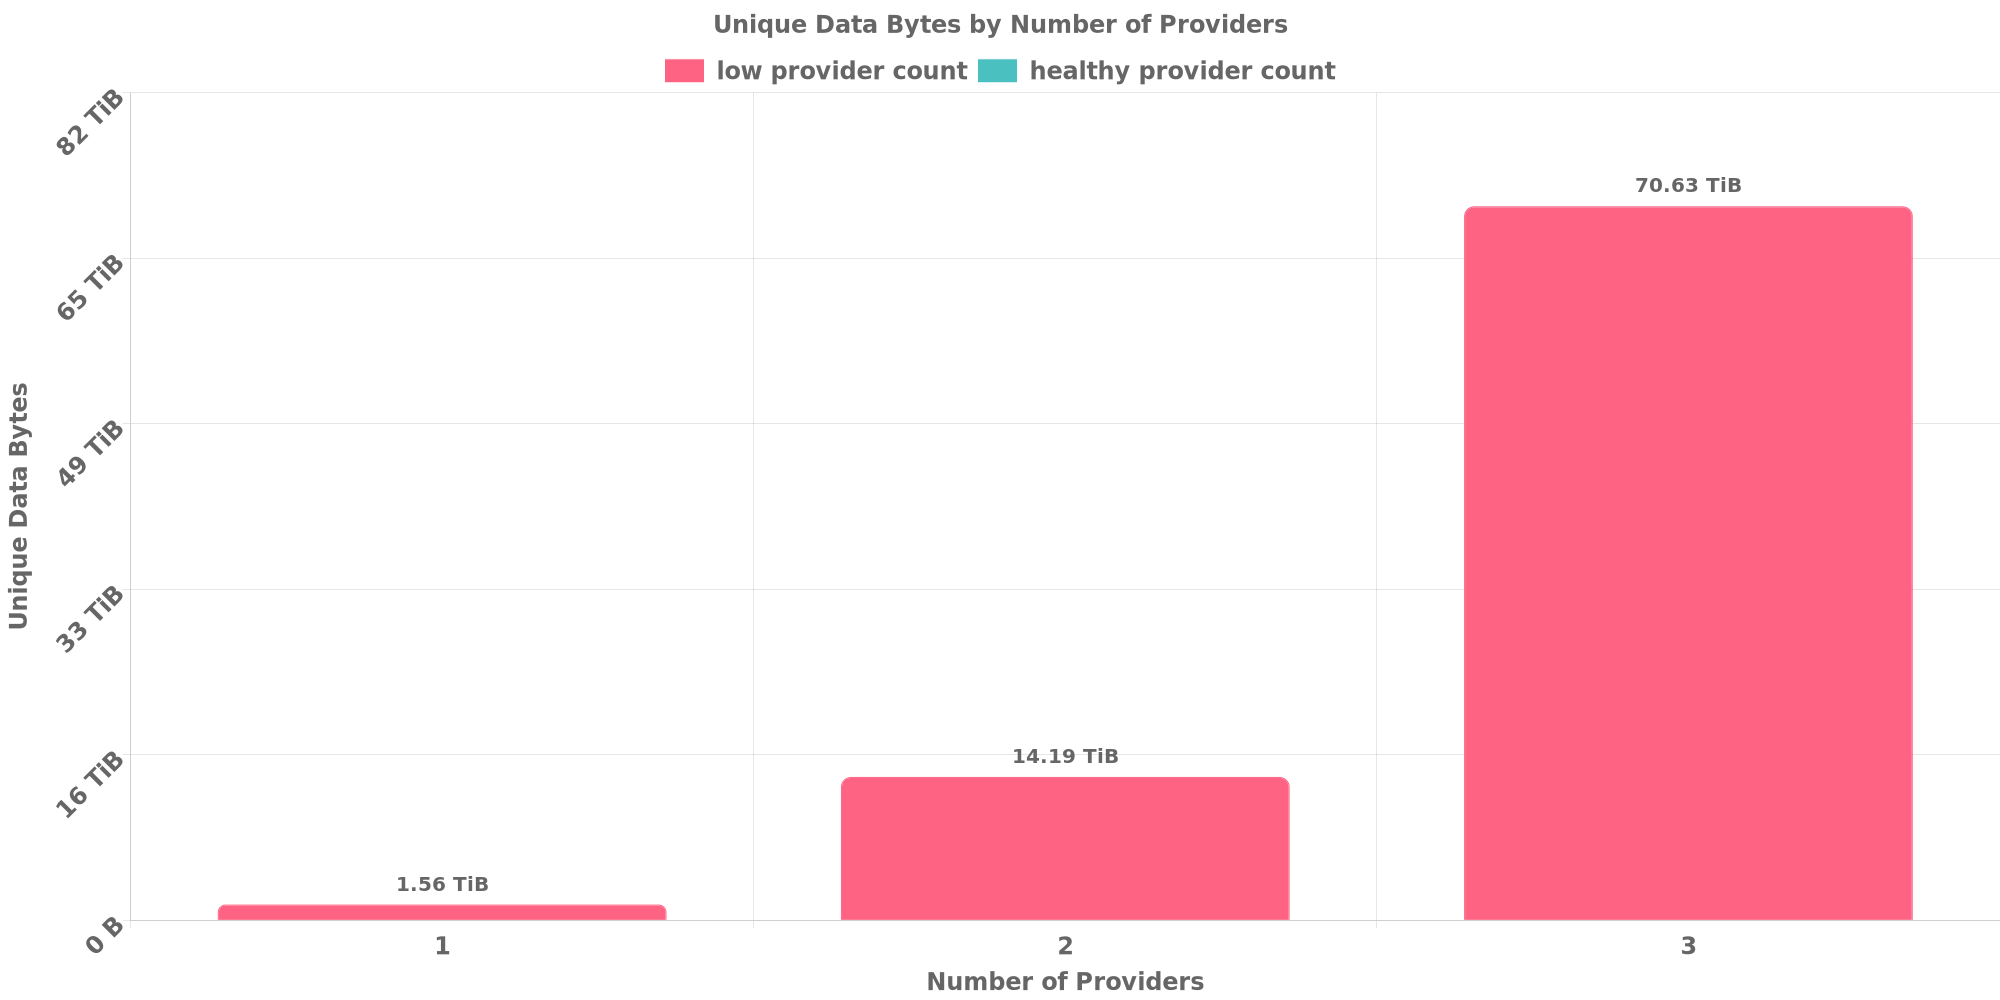 Unique Data Bytes by Number of Providers
low provider count healthy provider count
82 TiB
65 TiB
49 TiB
33 TiB
16 TiB
0 B
Unique Data Bytes
1.56 TiB
14.19 TiB
70.63 TiB
1 2 3
Number of Providers